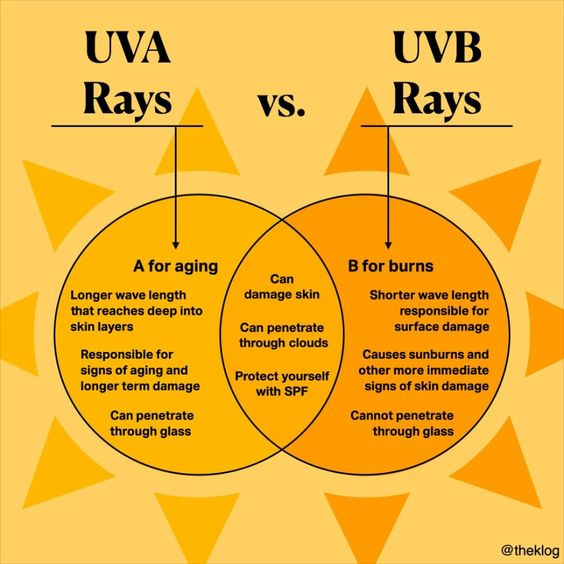 UVA
Rays
vs.
UVB
Rays
A for aging
Longer wave length
that reaches deep into
skin layers
Responsible for
signs of aging and
longer term damage
Can penetrate
through glass
Can
damage skin
Can penetrate
through clouds
Protect yourself
with SPF
B for burns
Shorter wave length
responsible for
surface damage
Causes sunburns and
other more immediate
signs of skin damage
Cannot penetrate
through glass
@theklog